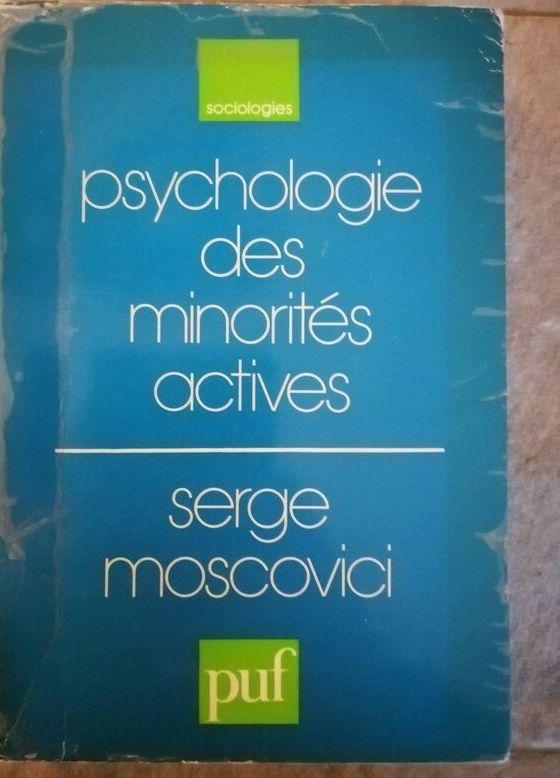 sociologies
psychologie
des
minorités
actives
serge
moscovici
puf